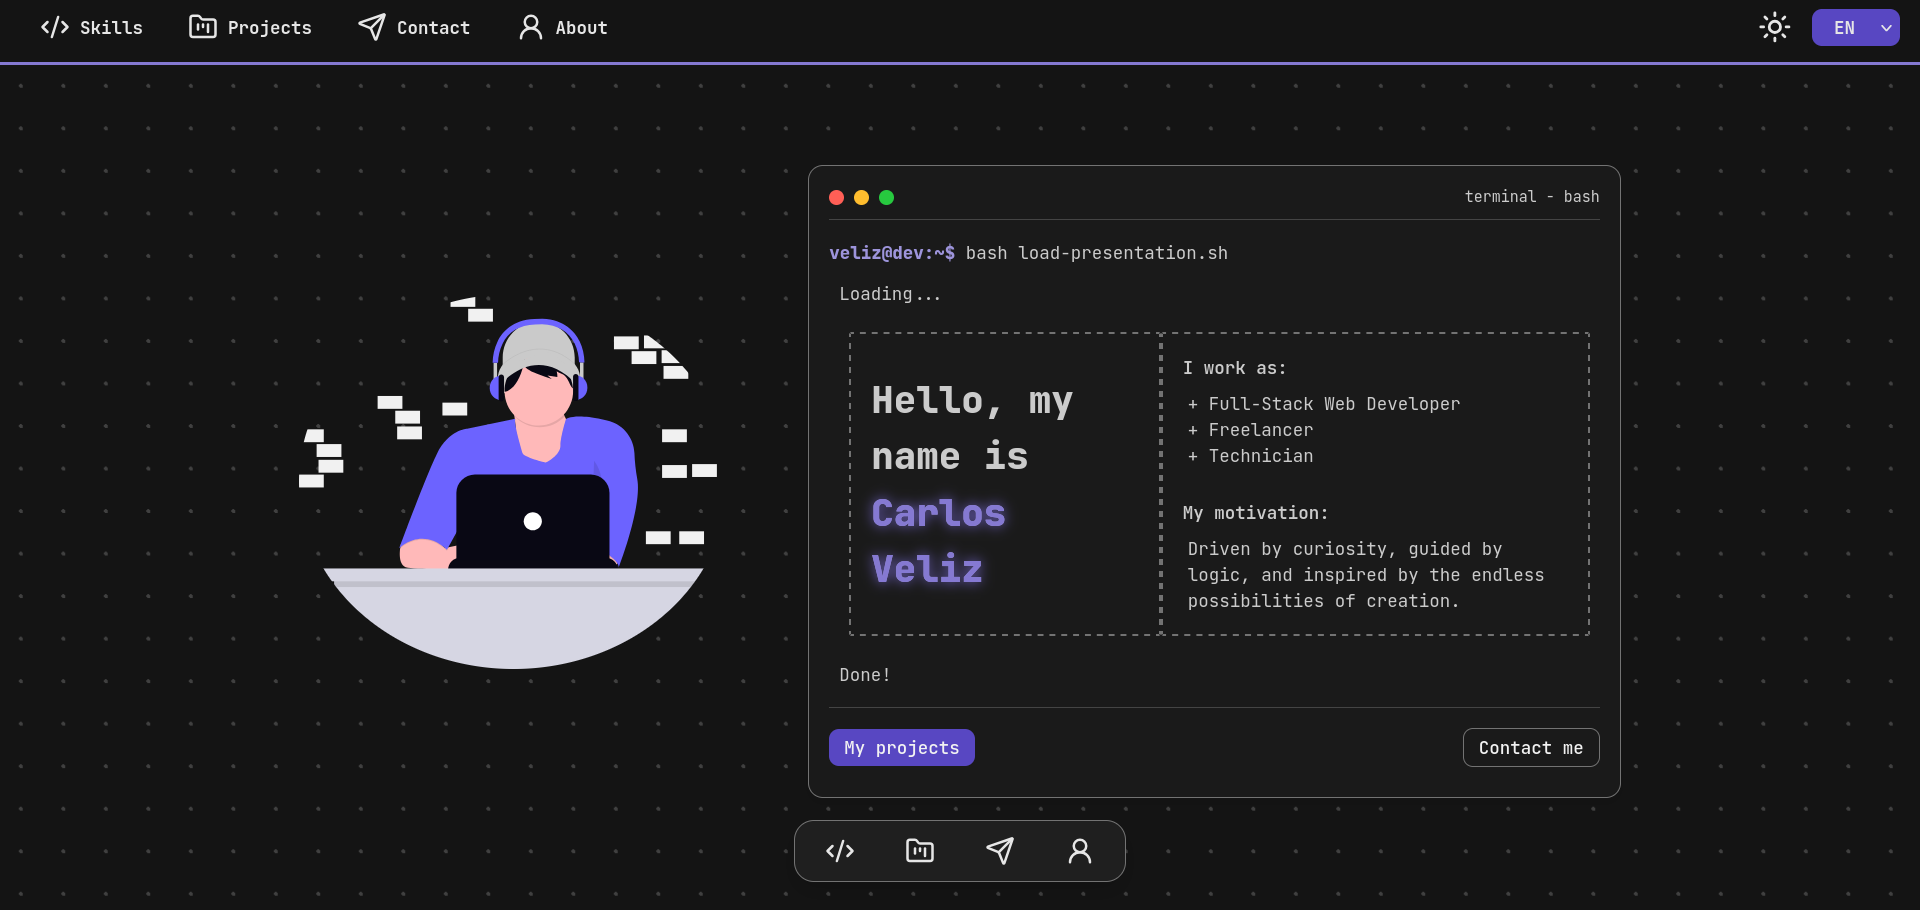 Skills
Projects
Contact
About
EN
terminal - bash
veliz@dev:~$ bash load-presentation.sh
Loading...
Hello, my
name is
Carlos
Veliz
I work as:
+ Full-Stack Web Developer
+ Freelancer
+ Technician
My motivation:
Driven by curiosity, guided by
logic, and inspired by the endless
possibilities of creation.
Done!
My projects
Contact me